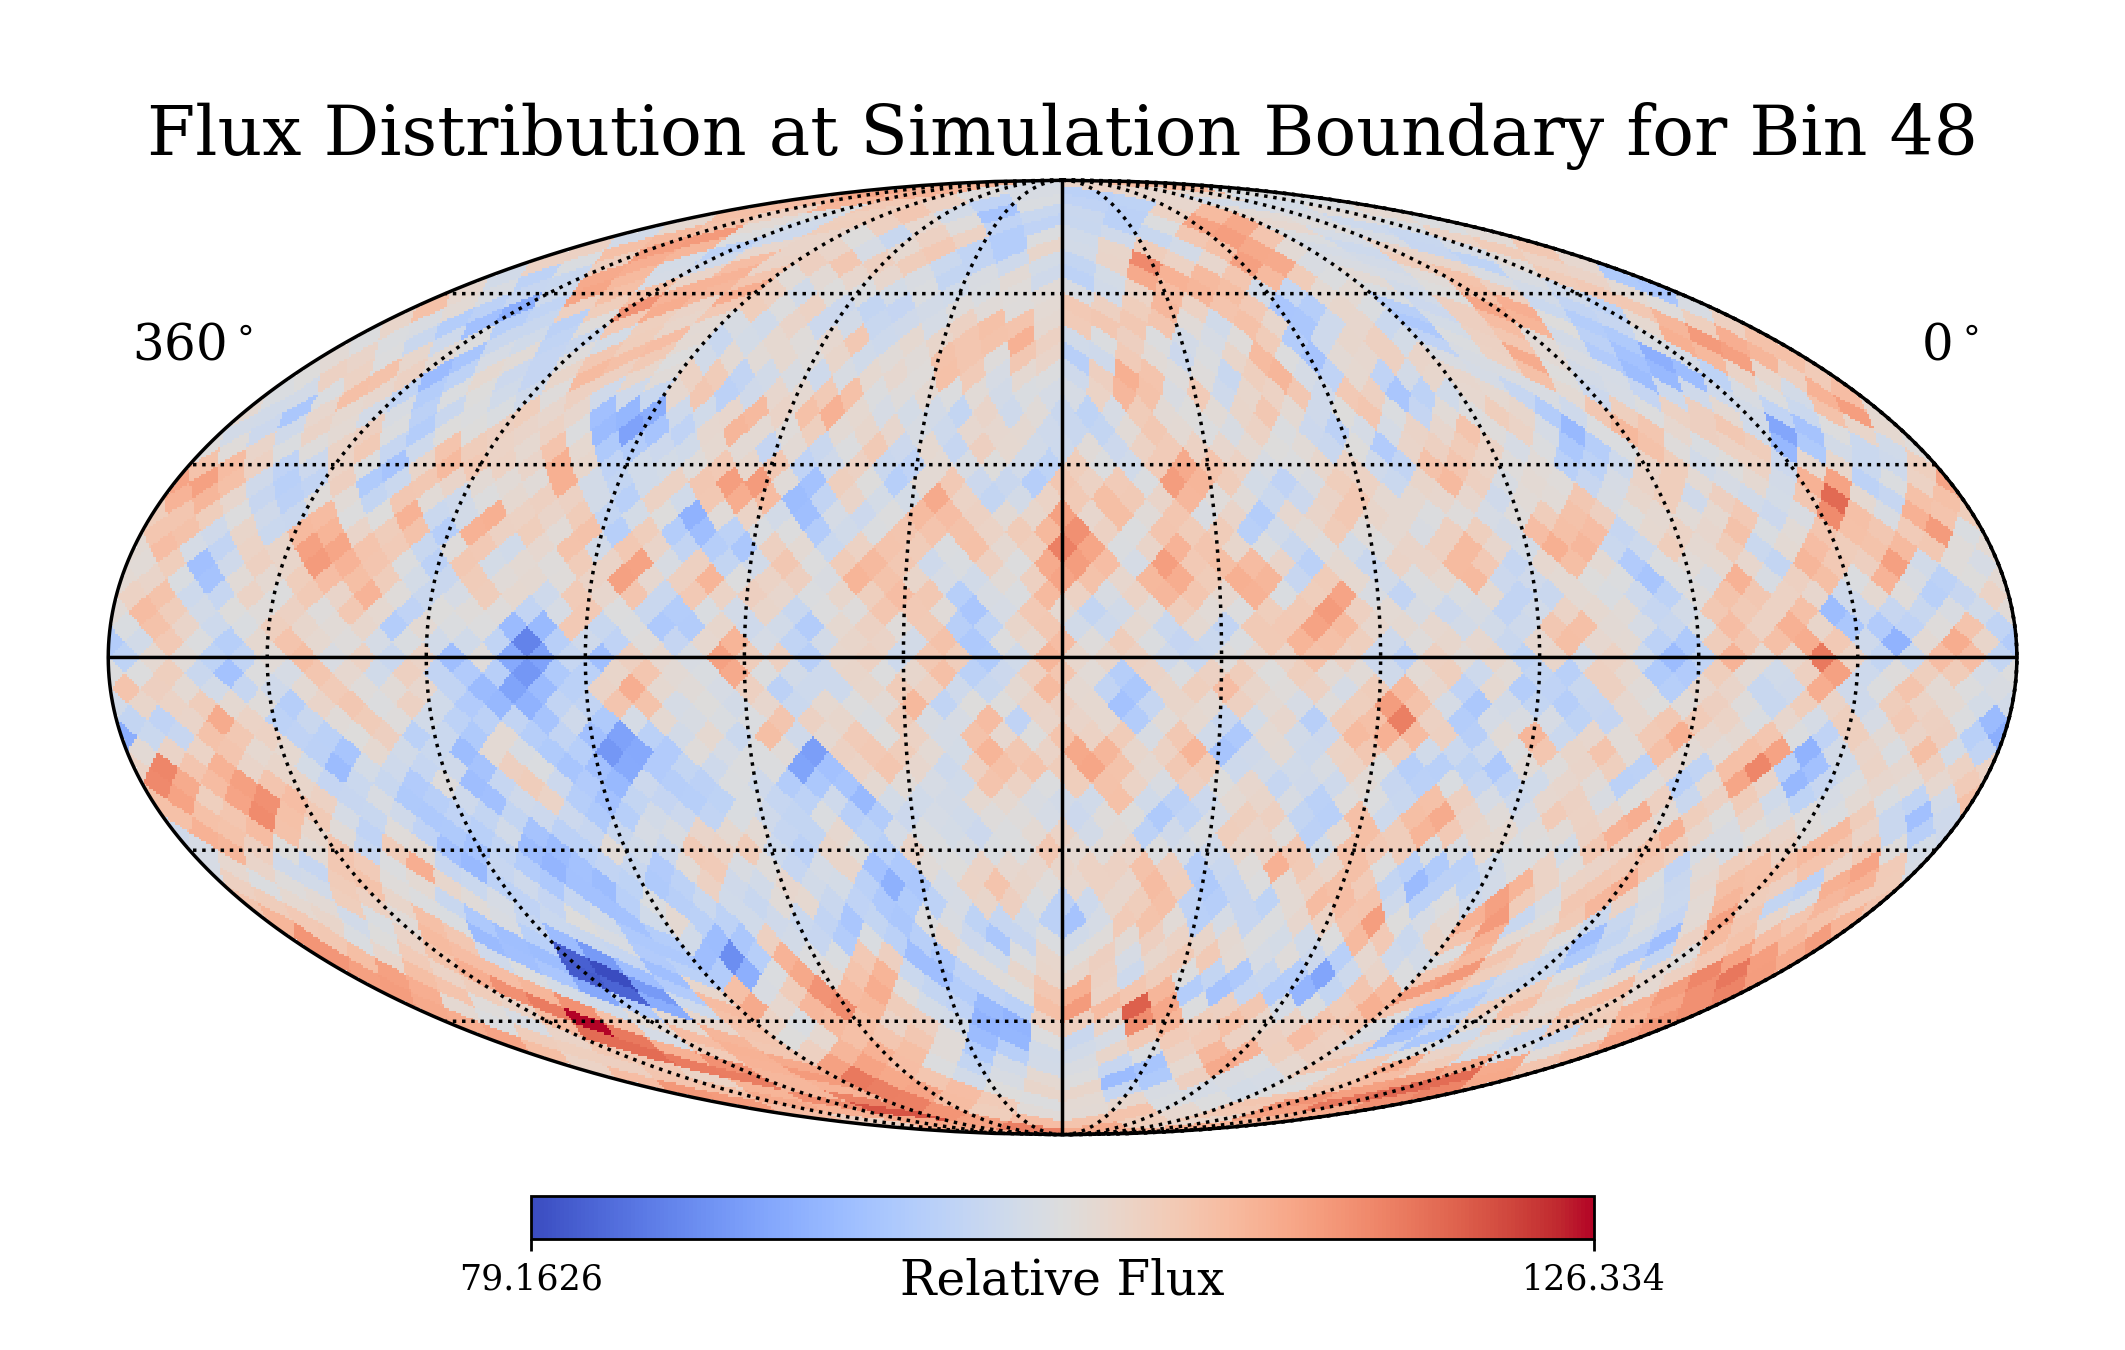 Flux Distribution at Simulation Boundary for Bin 48
360°
0°
79.1626
Relative Flux
126.334